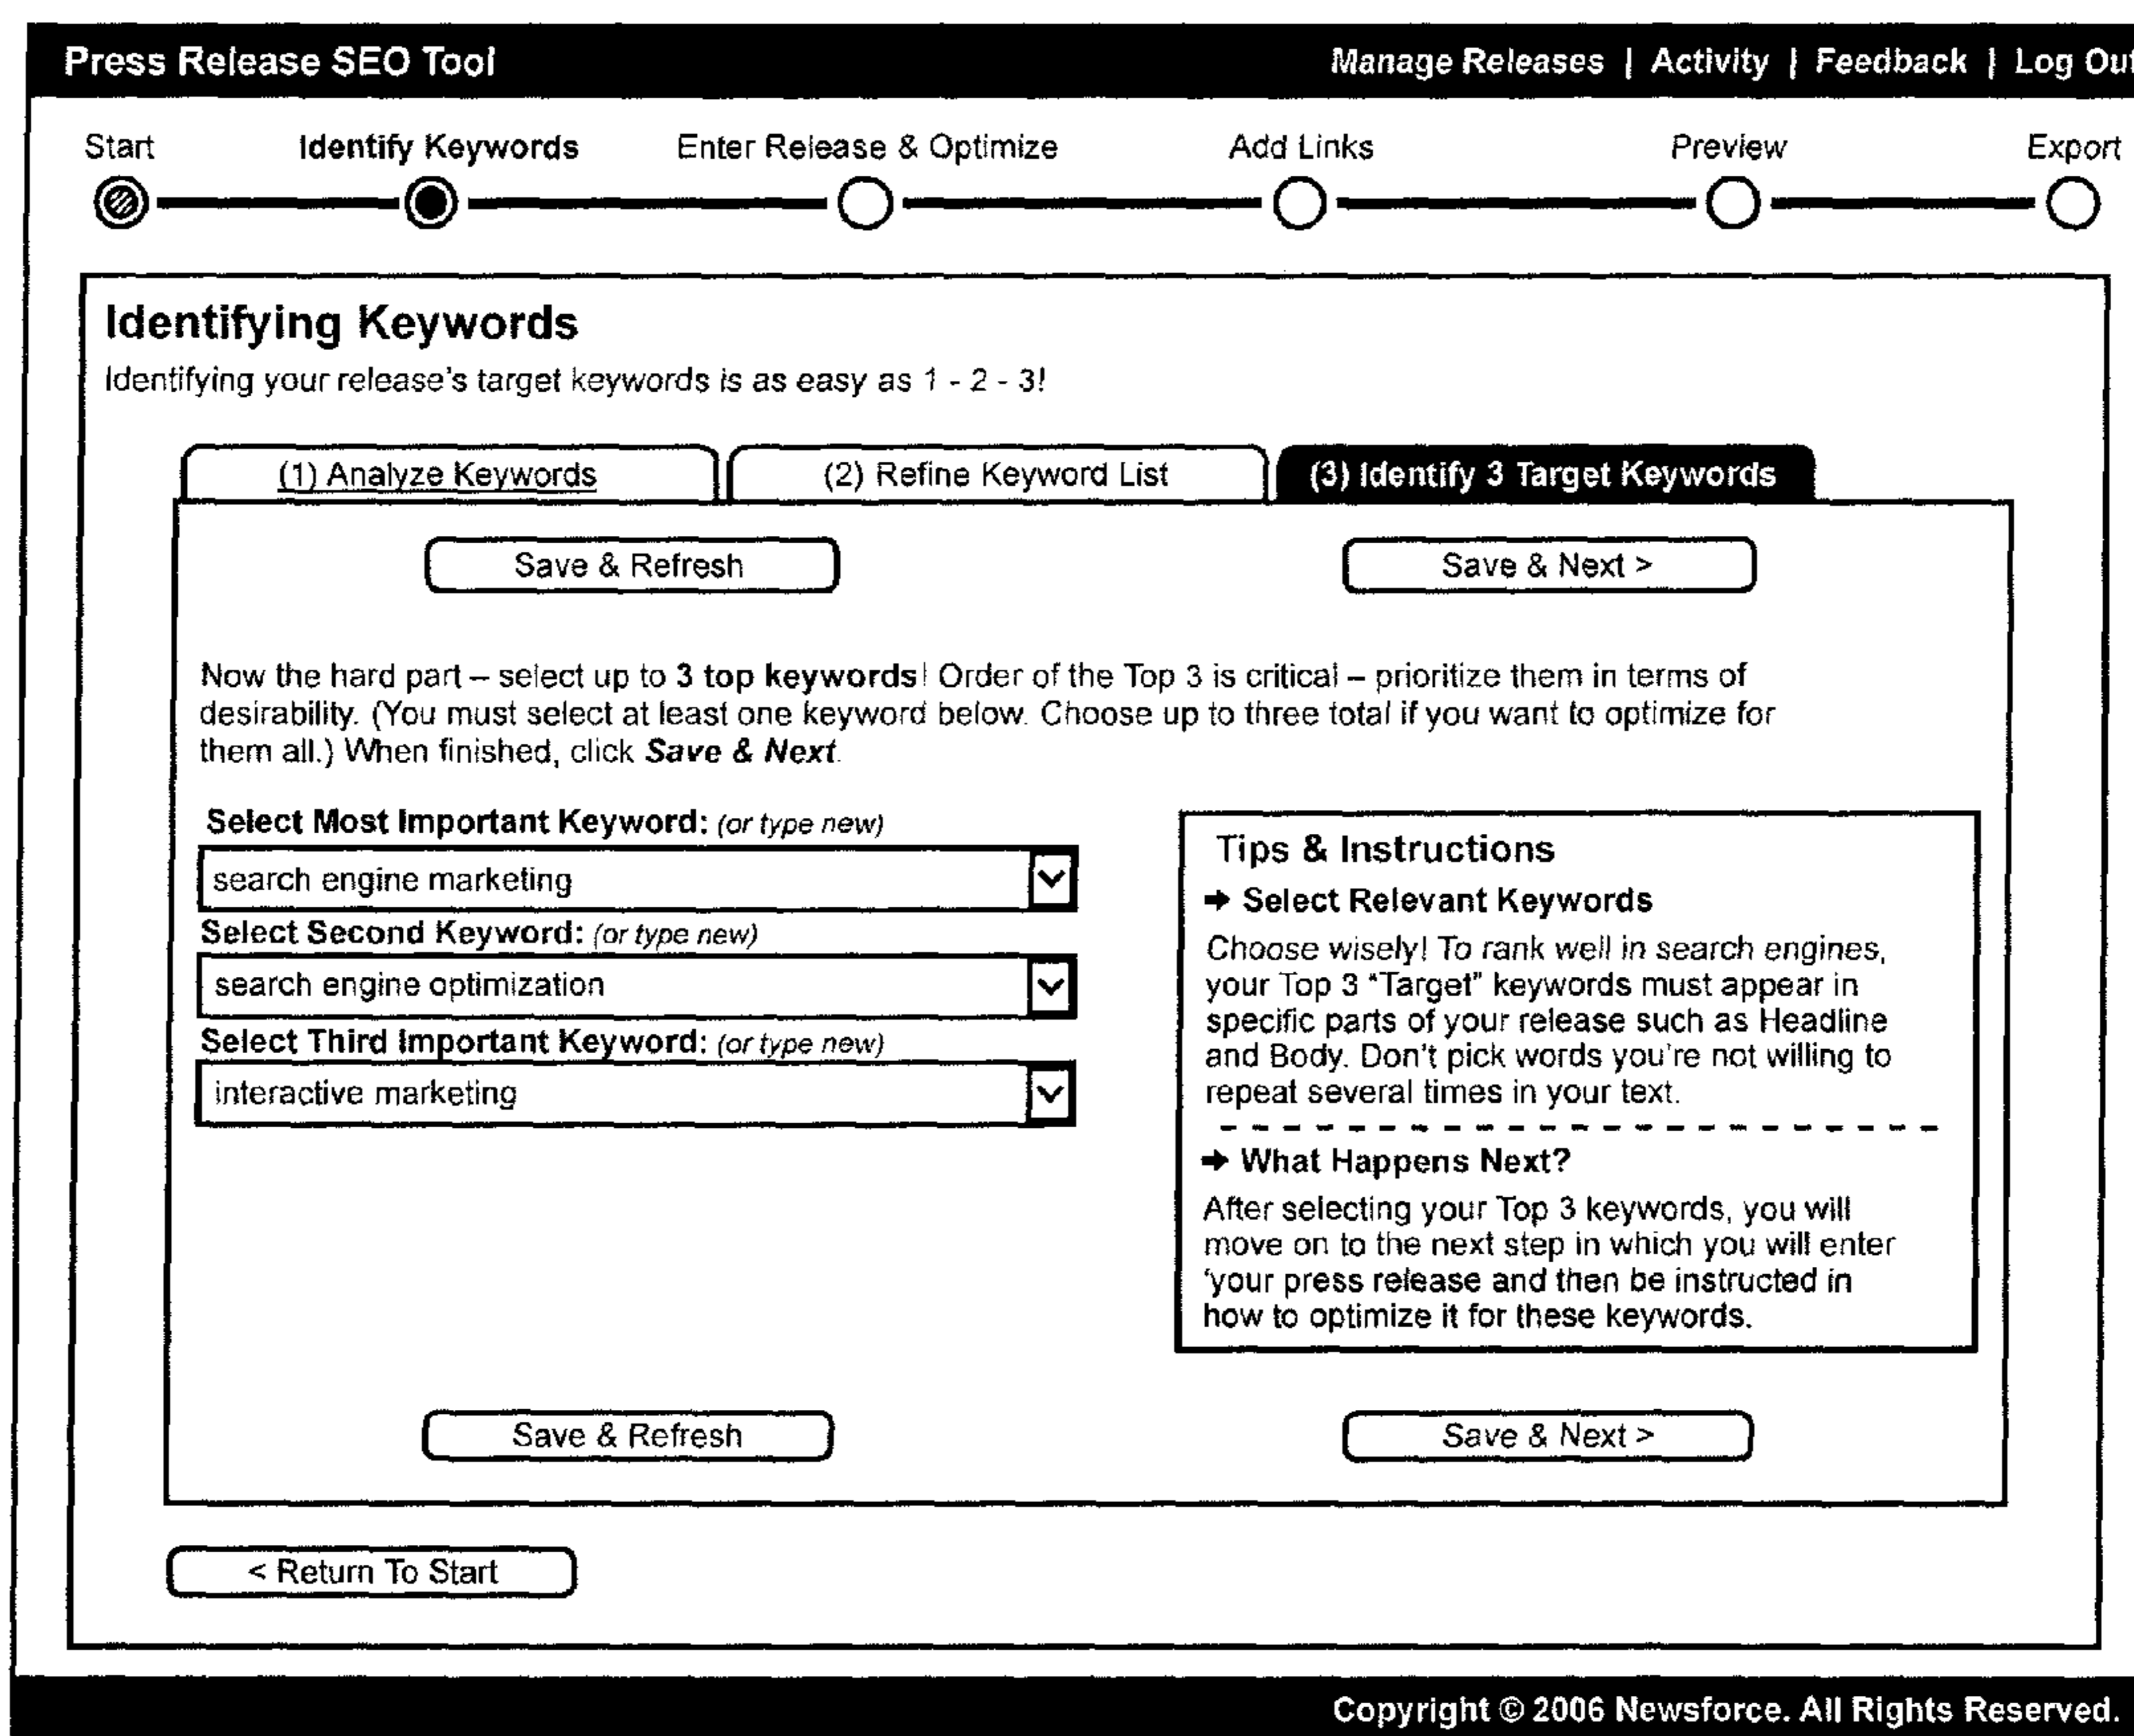 Press Release SEO Tool
Manage Releases | Activity | Feedback | Log Out
Start Identify Keywords Enter Release & Optimize Add Links Preview Export
Identifying Keywords
Identifying your release's target keywords is as easy as 1 - 2 - 3!
(1) Analyze Keywords (2) Refine Keyword List (3) Identify 3 Target Keywords
Save & Refresh Save & Next >
Now the hard part – select up to 3 top keywords! Order of the Top 3 is critical – prioritize them in terms of
desirability. (You must select at least one keyword below. Choose up to three total if you want to optimize for
them all.) When finished, click Save & Next.
Select Most Important Keyword: (or type new)
search engine marketing
Select Second Keyword: (or type new)
search engine optimization
Select Third Important Keyword: (or type new)
interactive marketing
Tips & Instructions
➔ Select Relevant Keywords
Choose wisely! To rank well in search engines,
your Top 3 "Target" keywords must appear in
specific parts of your release such as Headline
and Body. Don't pick words you're not willing to
repeat several times in your text.
➔ What Happens Next?
After selecting your Top 3 keywords, you will
move on to the next step in which you will enter
'your press release and then be instructed in
how to optimize it for these keywords.
Save & Refresh Save & Next >
< Return To Start
Copyright © 2006 Newsforce. All Rights Reserved.